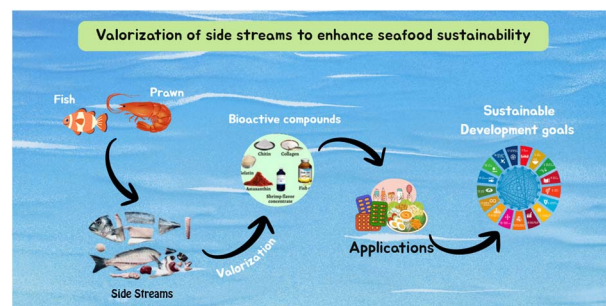 Valorization of side streams to enhance seafood sustainability
Fish
Prawn
Bioactive compounds
Chitin
Collagen
Astaxanthin
Shrimp-flavor
concentrate
Fish
Sustainable
Development goals
Applications
Valorization
Side Streams